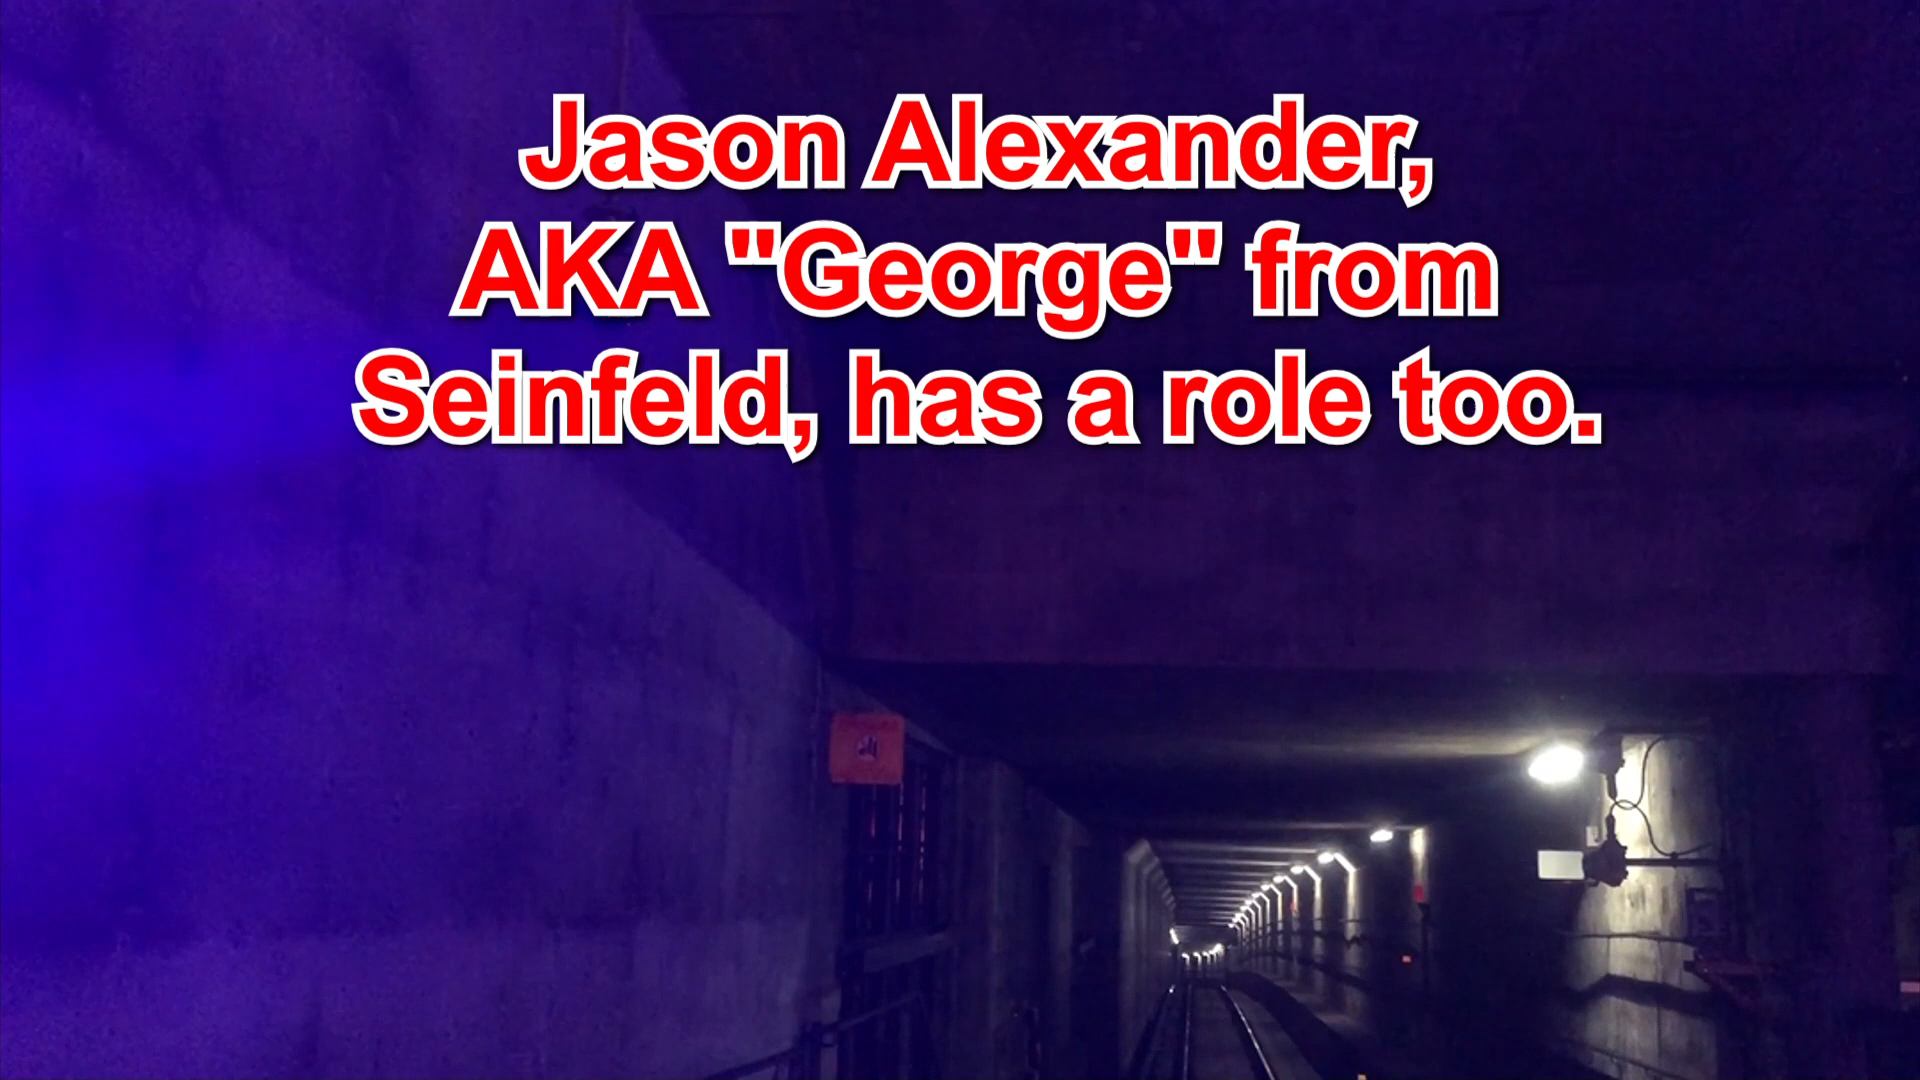 Jason Alexander,
AKA "George" from
Seinfeld, has a role too.